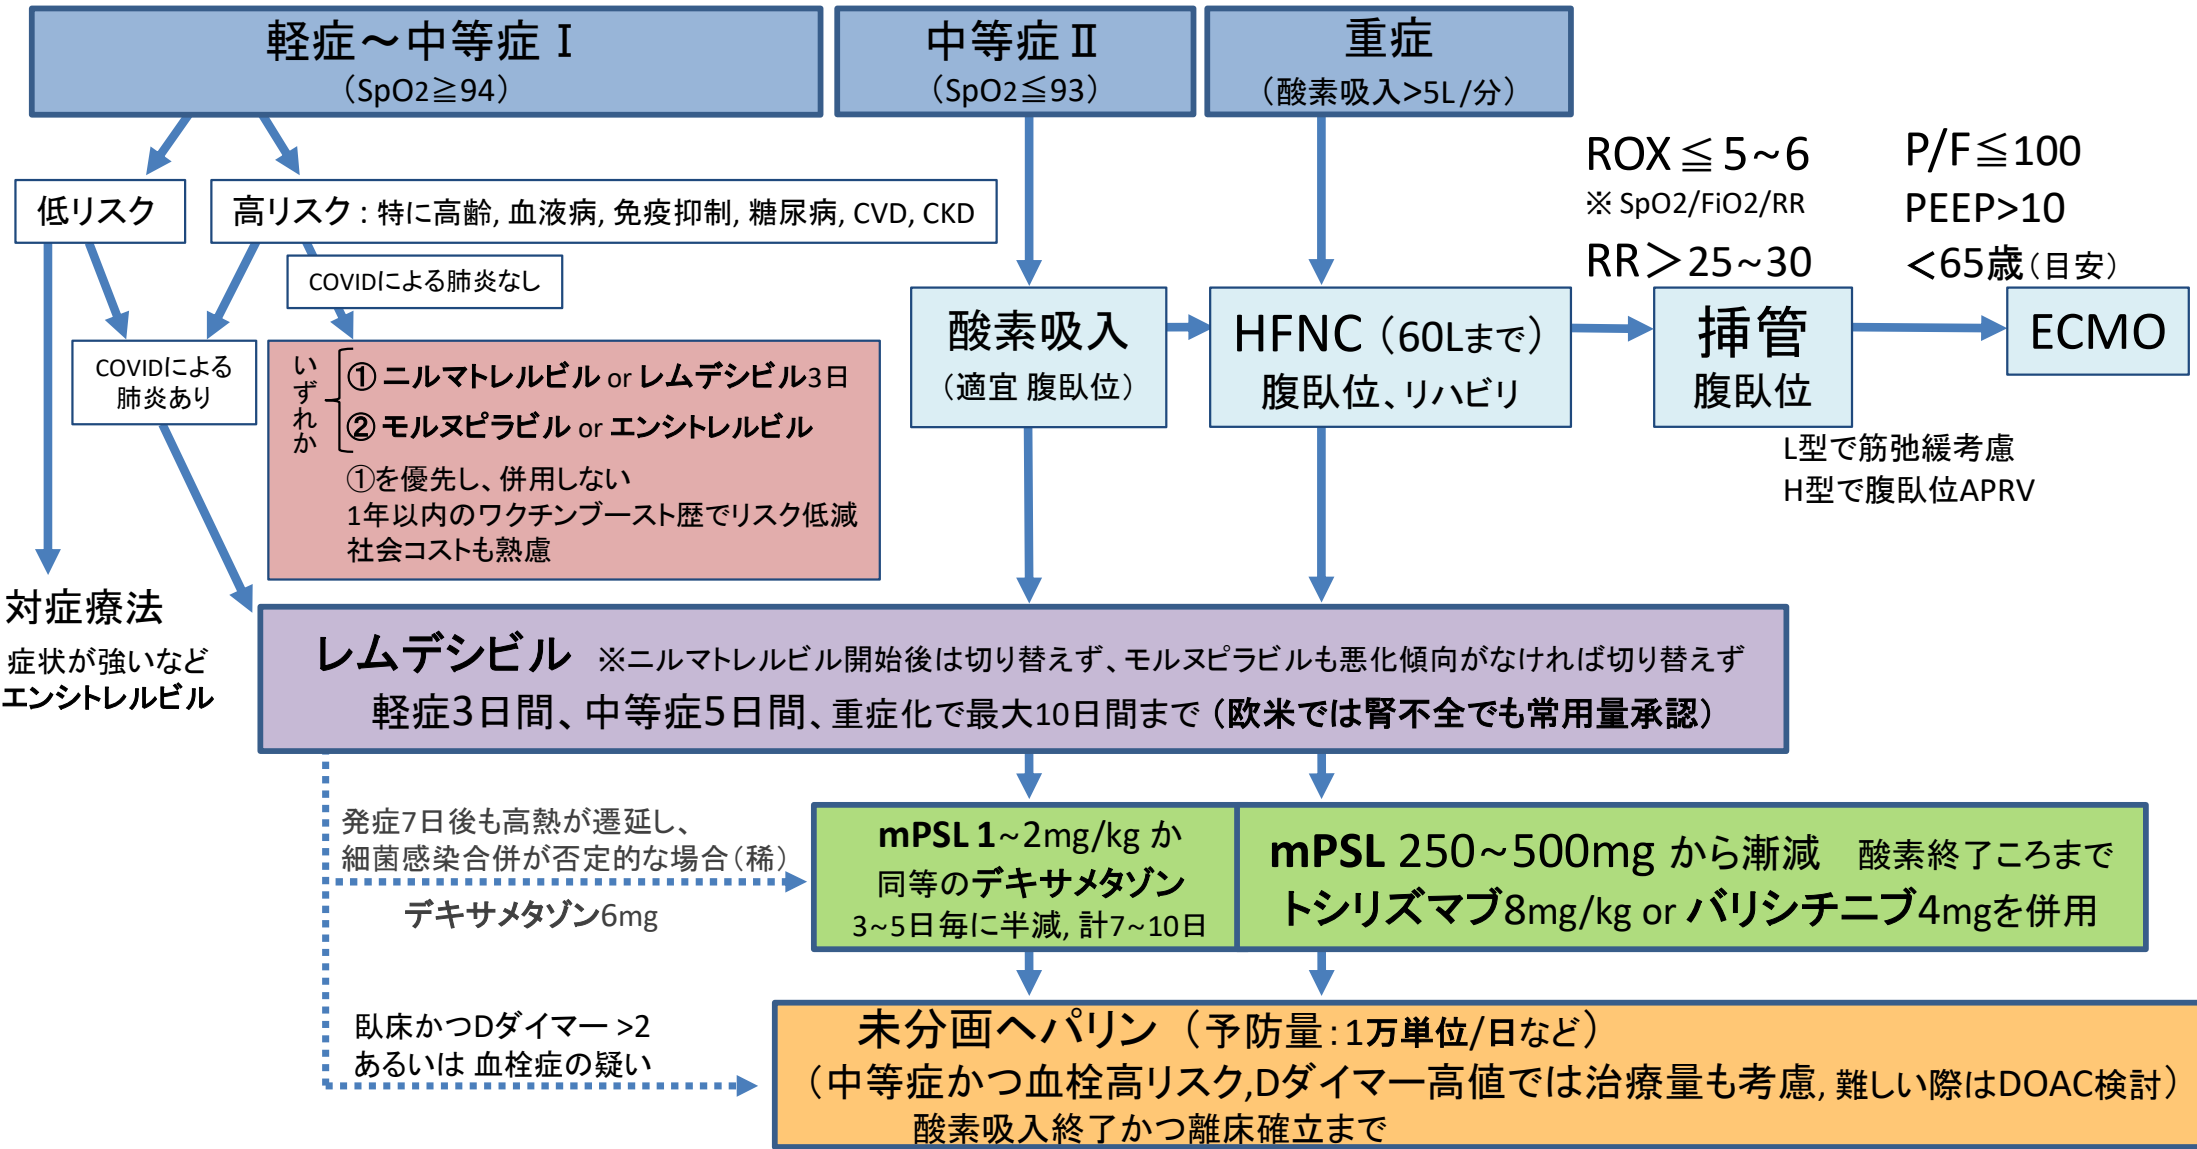 軽症～中等症Ⅰ
（SpO2≧94）
中等症Ⅱ
（SpO2≦93）
重症
（酸素吸入>5L/分）
低リスク
高リスク：特に高齢, 血液病, 免疫抑制, 糖尿病, CVD, CKD
COVIDによる肺炎なし
COVIDによる
肺炎あり
いずれか
① ニルマトレルビル or レムデシビル3日
② モルヌピラビル or エンシトレルビル
①を優先し、併用しない
1年以内のワクチンブースト歴でリスク低減
社会コストも熟慮
対症療法
症状が強いなど
エンシトレルビル
酸素吸入
（適宜 腹臥位）
HFNC（60Lまで）
腹臥位、リハビリ
ROX ≦ 5~6
※ SpO2/FiO2/RR
RR＞25~30
挿管
腹臥位
P/F≦100
PEEP>10
＜65歳（目安）
ECMO
L型で筋弛緩考慮
H型で腹臥位APRV
レムデシビル ※ニルマトレルビル開始後は切り替えず、モルヌピラビルも悪化傾向がなければ切り替えず
軽症3日間、中等症5日間、重症化で最大10日間まで（欧米では腎不全でも常用量承認）
発症7日後も高熱が遷延し、
細菌感染合併が否定的な場合（稀）
デキサメタゾン6mg
mPSL 1~2mg/kg か
同等のデキサメタゾン
3~5日毎に半減, 計7~10日
mPSL 250~500mg から漸減 酸素終了ころまで
トシリズマブ8mg/kg or バリシチニブ4mgを併用
臨床かつDダイマー >2
あるいは 血栓症の疑い
未分画ヘパリン（予防量：1万単位/日など）
（中等症かつ血栓高リスク,Dダイマー高値では治療量も考慮, 難しい際はDOAC検討）
酸素吸入終了かつ離床確立まで